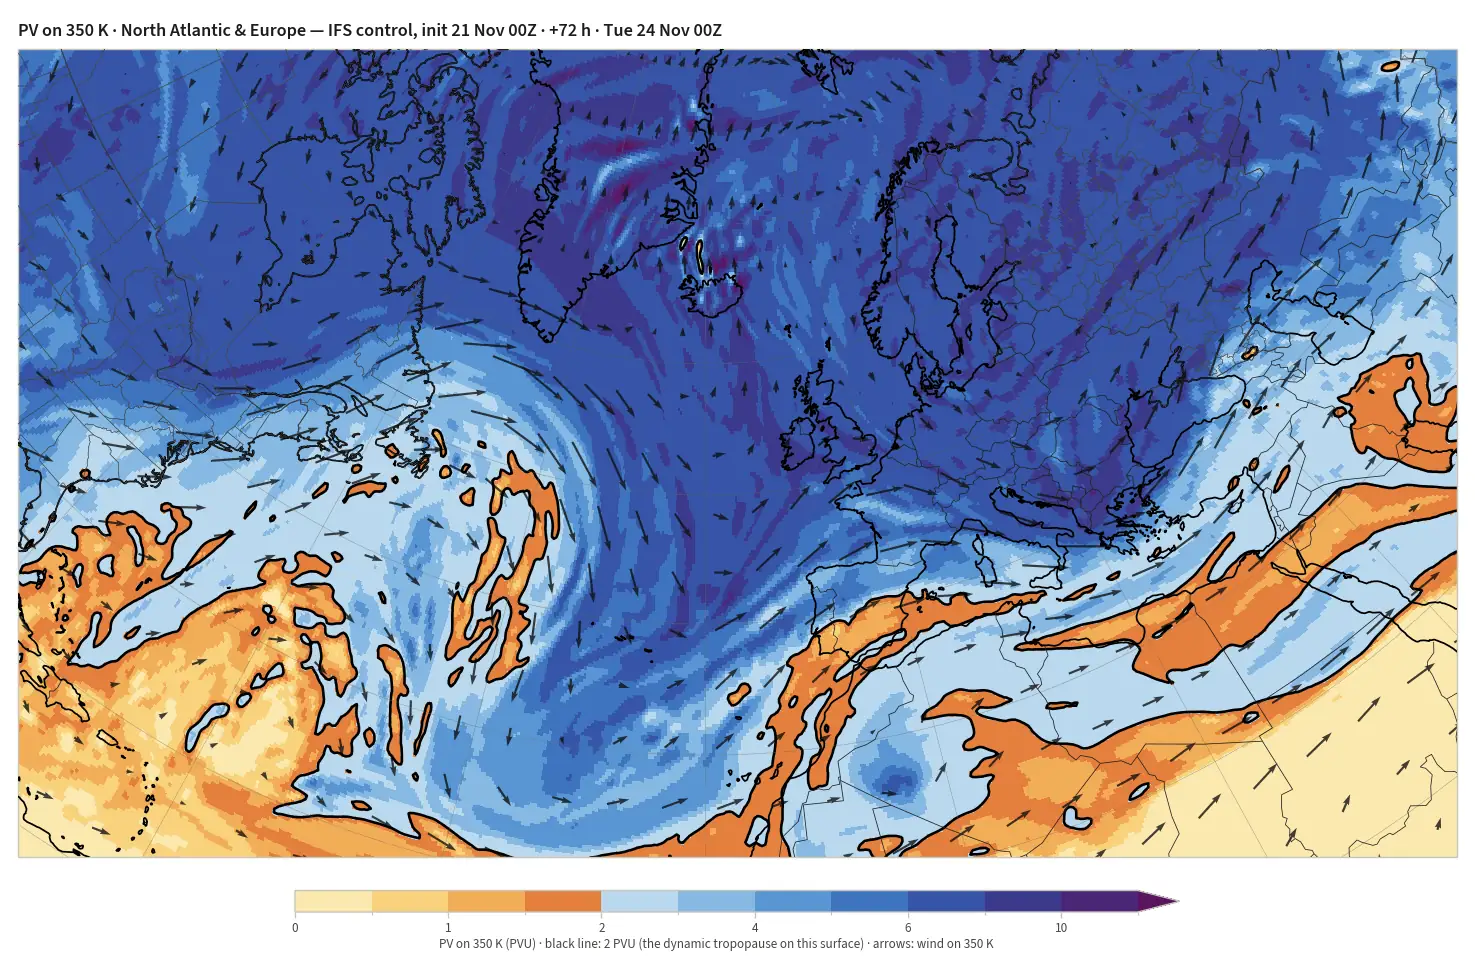 PV on 350 K · North Atlantic & Europe — IFS control, init 21 Nov 00Z · +72 h · Tue 24 Nov 00Z
0 1 2 4 6 10
PV on 350 K (PVU) · black line: 2 PVU (the dynamic tropopause on this surface) · arrows: wind on 350 K